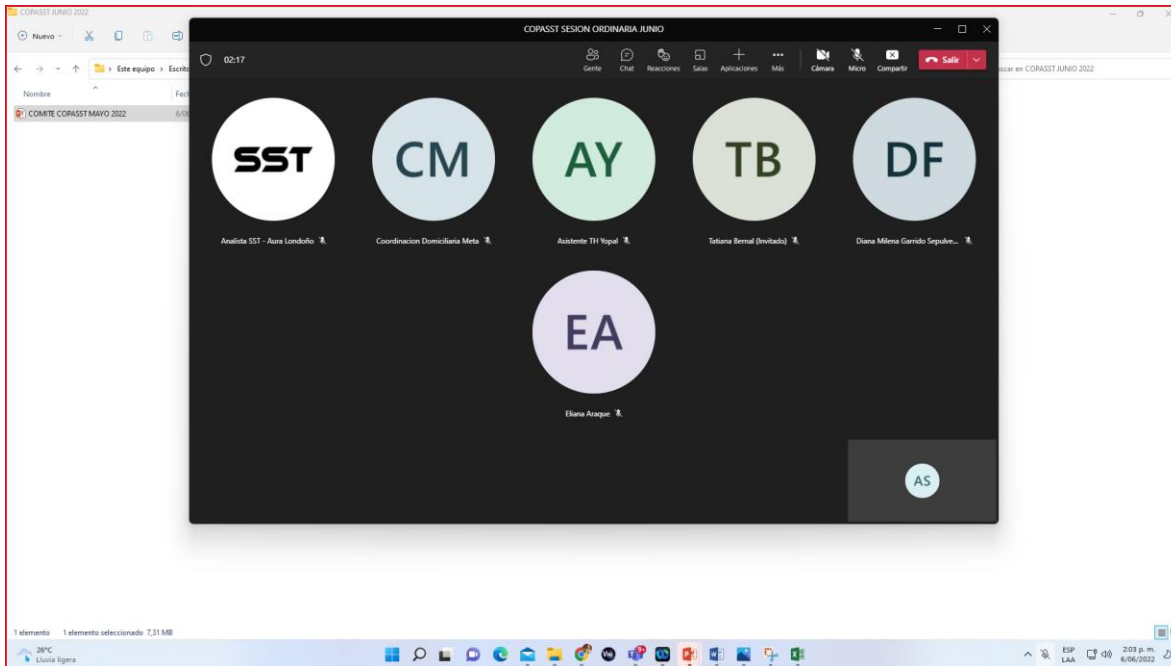 COPASST JUNIO 2022
Nuevo
Este equipo > Escrito
scar en COPASST JUNIO 2022
Nombre
Fech
COMITE COPASST MAYO 2022
6/06
COPASST SESION ORDINARIA JUNIO
02:17
Gente
Chat
Reacciones
Salas
Aplicaciones
Más
Cámara
Micro
Compartir
Salir
SST
CM
AY
TB
DF
Analista SST - Aura Londoño
Coordinacion Domiciliaria Meta
Asistente TH Yopal
Tatiana Bernal (Invitado)
Diana Milena Garrido Sepulve...
EA
Eliana Araque
AS
1 elemento
1 elemento seleccionado 7,31 MB
26°C
Lluvia ligera
ESP
LAA
2:03 p. m.
6/06/2022